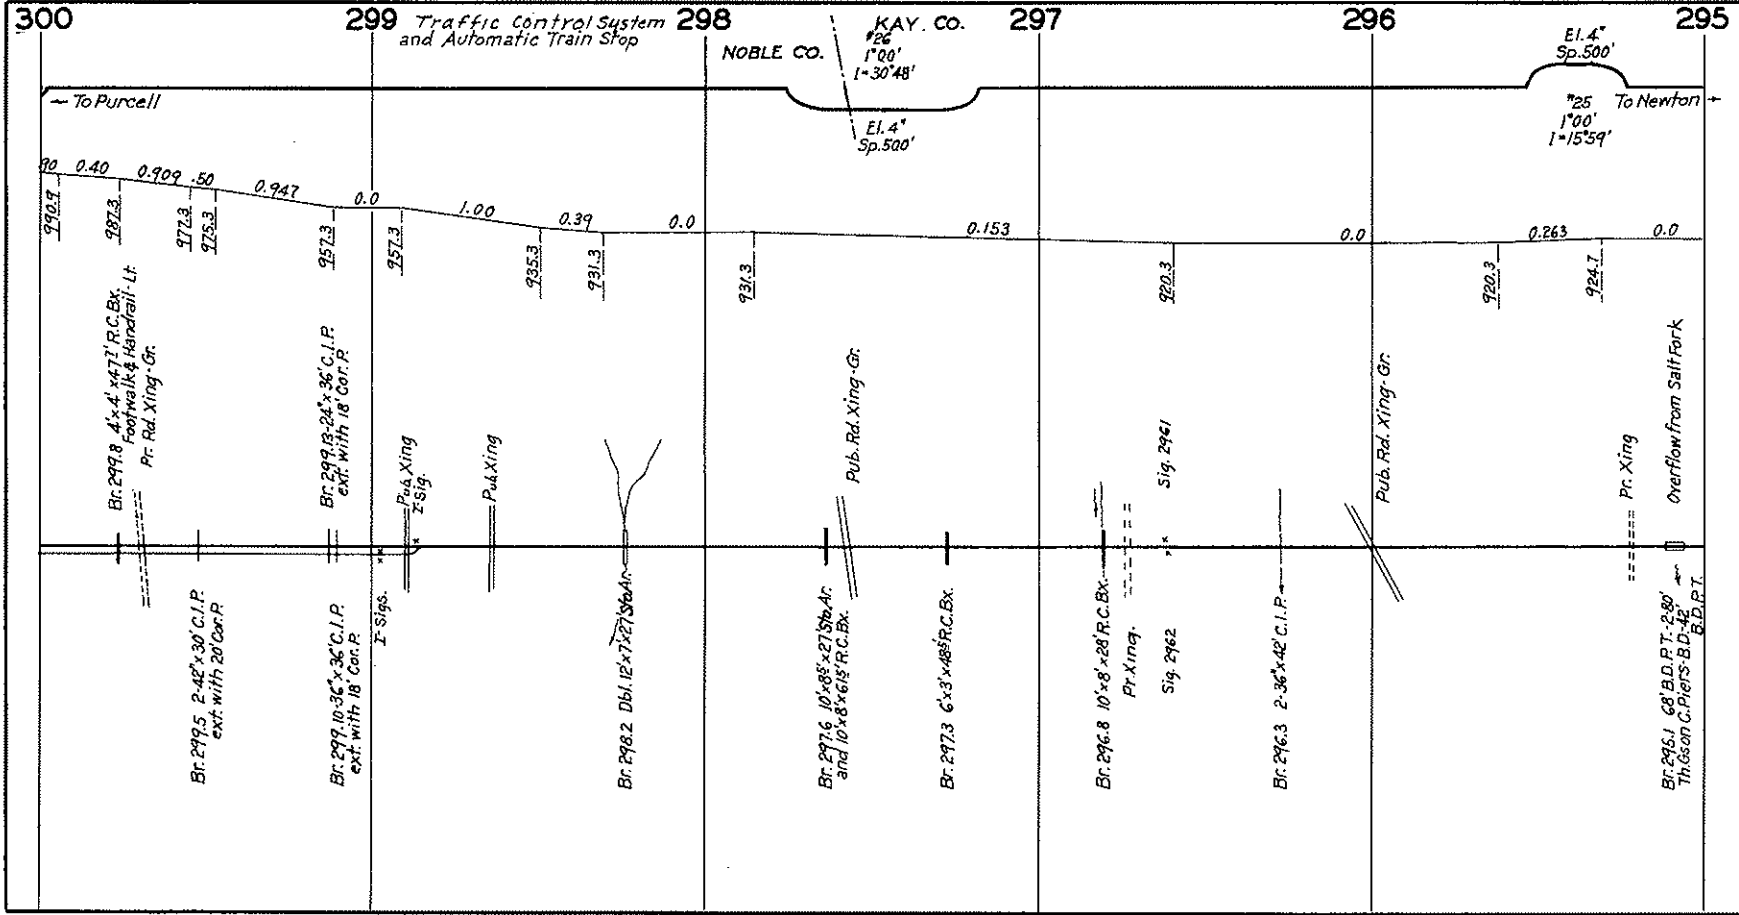 300
299
298
297
296
295
Traffic Control System
and Automatic Train Stop
NOBLE CO.
KAY. CO.
#26
1°00'
I=30°48'
El. 4"
Sp. 500'
El. 4"
Sp. 500'
#25
1°00'
I=15°59'
← To Purcell
To Newton →
90
0.40
0.909
.50
0.947
0.0
1.00
0.39
0.0
0.153
0.0
0.263
0.0
990.9
987.3
977.3
975.3
957.3
957.3
935.3
931.3
931.3
920.3
920.3
924.7
Br. 299.8 4'x4'x47' R.C.Bx.
Footwalk & Handrail - Lt.
Pr. Rd. Xing - Gr.
Br. 299.13-24"x36' C.I.P.
ext. with 18' Cor. P.
Pub Xing
I-Sig.
Pub Xing
Pub. Rd. Xing - Gr.
Sig. 2961
Pub. Rd. Xing - Gr.
Pr. Xing
Overflow from Salt Fork
Br. 299.5 2-42"x30' C.I.P.
ext. with 20' Cor. P.
Br. 299.10-36"x36' C.I.P.
ext. with 18' Cor. P.
I-Sigs.
Br. 298.2 Dbl. 12'x7'x27' Sto Ar.
Br. 297.6 10'x8⁵'x27' Sto. Ar.
and 10'x8'x61⁵' R.C.Bx.
Br. 297.3 6'x3'x48⁵' R.C.Bx.
Br. 296.8 10'x8'x28' R.C.Bx.
Pr. Xing.
Sig. 2962
Br. 296.3 2-36"x42' C.I.P.
Br. 295.1 68' B.D.P.T.-2-80'
Th. Gs on C. Piers-B.D-42'
B.D.P.T.